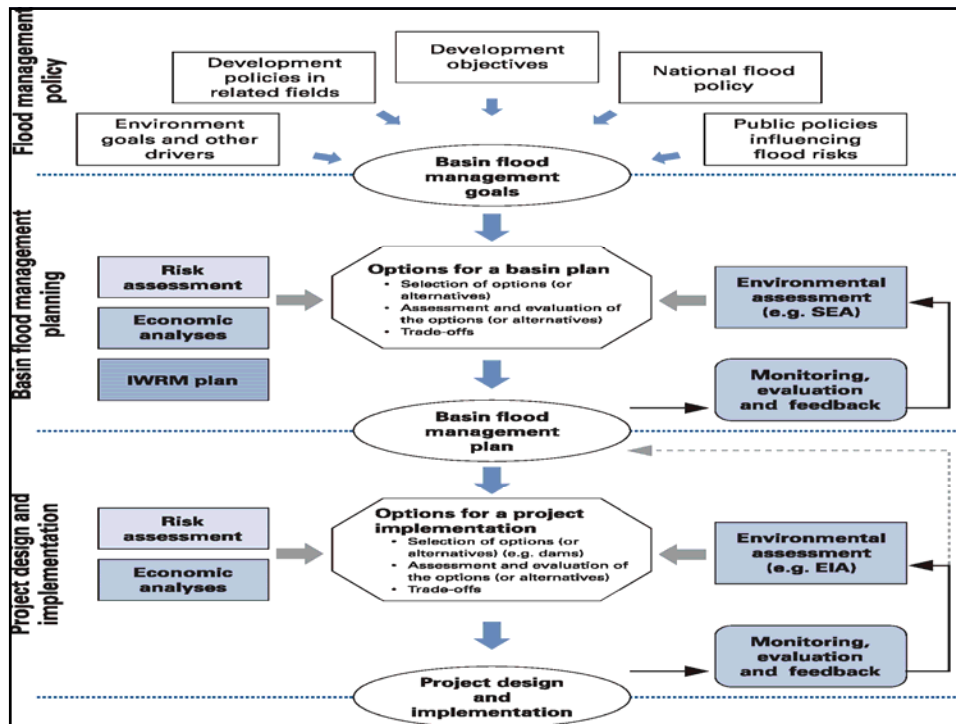 Flood management
policy
Development
policies in
related fields
Development
objectives
National flood
policy
Environment
goals and other
drivers
Public policies
influencing
flood risks
Basin flood
management
goals
Basin flood management
planning
Risk
assessment
Economic
analyses
IWRM plan
Options for a basin plan
• Selection of options (or
alternatives)
• Assessment and evaluation of
the options (or alternatives)
• Trade-offs
Environmental
assessment
(e.g. SEA)
Monitoring,
evaluation
and feedback
Basin flood
management
plan
Project design and
implementation
Risk
assessment
Economic
analyses
Options for a project
implementation
• Selection of options (or
alternatives) (e.g. dams)
• Assessment and evaluation of
the options (or alternatives)
• Trade-offs
Environmental
assessment
(e.g. EIA)
Monitoring,
evaluation
and feedback
Project design
and
implementation